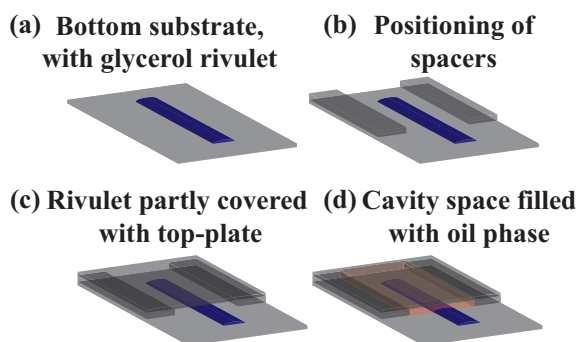 (a) Bottom substrate,
with glycerol rivulet
(b) Positioning of
spacers
(c) Rivulet partly covered
with top-plate
(d) Cavity space filled
with oil phase